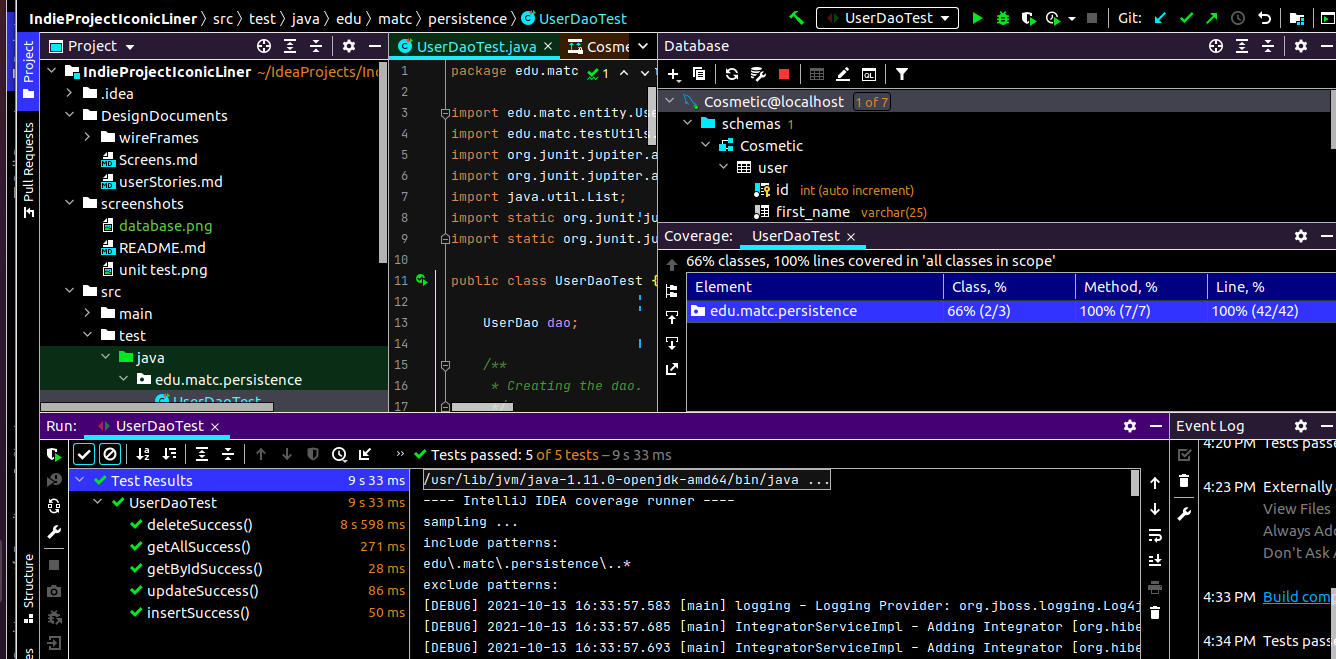 IndieProjectIconicLiner > src > test > java > edu > matc > persistence > UserDaoTest
UserDaoTest
Git:
Project
Pull Requests
Structure
Project
IndieProjectIconicLiner ~/IdeaProjects/In
.idea
DesignDocuments
wireFrames
Screens.md
userStories.md
screenshots
database.png
README.md
unit test.png
src
main
test
java
edu.matc.persistence
UserDaoTest
UserDaoTest.java ×
Cosme
1 package edu.matc
1
2
3 import edu.matc.entity.Use
4 import edu.matc.testUtils.
5 import org.junit.jupiter.a
6 import org.junit.jupiter.a
7 import java.util.List;
8 import static org.junit.ju
9 import static org.junit.ju
10
11 public class UserDaoTest {
12
13 UserDao dao;
14
15 /**
16 * Creating the dao.
17 */
Database
Cosmetic@localhost 1 of 7
schemas 1
Cosmetic
user
id int (auto increment)
first_name varchar(25)
Coverage: UserDaoTest ×
66% classes, 100% lines covered in 'all classes in scope'
Element Class, % Method, % Line, %
edu.matc.persistence 66% (2/3) 100% (7/7) 100% (42/42)
Run: UserDaoTest ×
» Tests passed: 5 of 5 tests – 9 s 33 ms
Test Results 9 s 33 ms
UserDaoTest 9 s 33 ms
deleteSuccess() 8 s 598 ms
getAllSuccess() 271 ms
getByIdSuccess() 28 ms
updateSuccess() 86 ms
insertSuccess() 50 ms
/usr/lib/jvm/java-1.11.0-openjdk-amd64/bin/java ...
---- IntelliJ IDEA coverage runner ----
sampling ...
include patterns:
edu\.matc\.persistence\..*
exclude patterns:
[DEBUG] 2021-10-13 16:33:57.583 [main] logging - Logging Provider: org.jboss.logging.Log4j
[DEBUG] 2021-10-13 16:33:57.685 [main] IntegratorServiceImpl - Adding Integrator [org.hibe
[DEBUG] 2021-10-13 16:33:57.693 [main] IntegratorServiceImpl - Adding Integrator [org.hibe
Event Log
4:20 PM Tests passe
4:23 PM Externally
View Files
Always Add
Don't Ask A
4:33 PM Build com
4:34 PM Tests passe